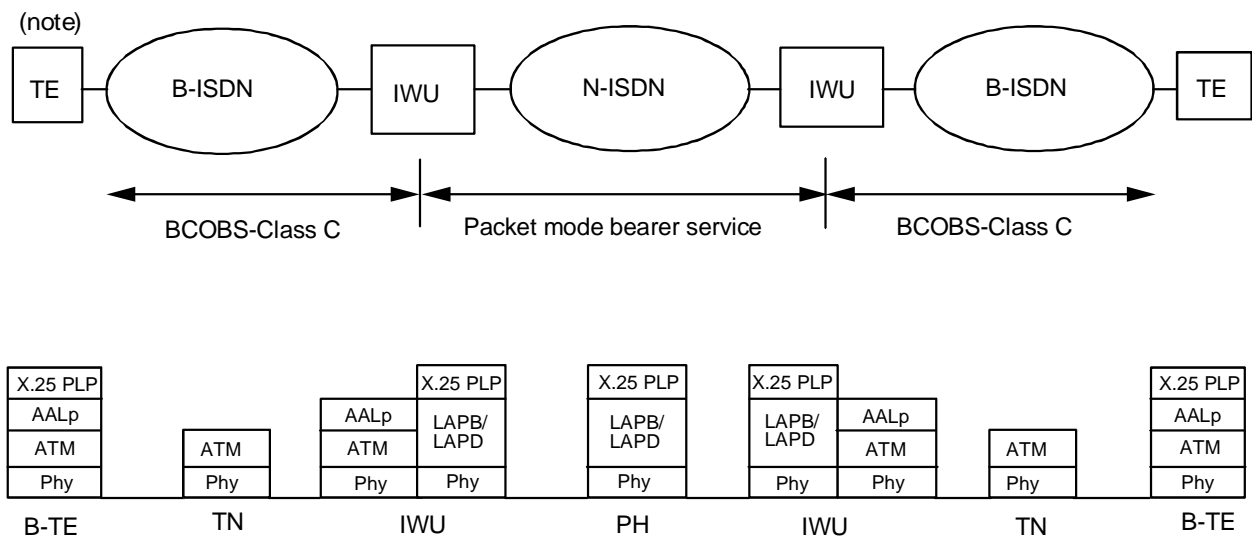 (note)
TE
B-ISDN
IWU
N-ISDN
IWU
B-ISDN
TE
BCOBS-Class C
Packet mode bearer service
BCOBS-Class C
X.25 PLP
AALp
ATM
Phy
ATM
Phy
AALp
ATM
Phy
X.25 PLP
LAPB/
LAPD
Phy
X.25 PLP
LAPB/
LAPD
Phy
X.25 PLP
LAPB/
LAPD
Phy
AALp
ATM
Phy
ATM
Phy
X.25 PLP
AALp
ATM
Phy
B-TE
TN
IWU
PH
IWU
TN
B-TE